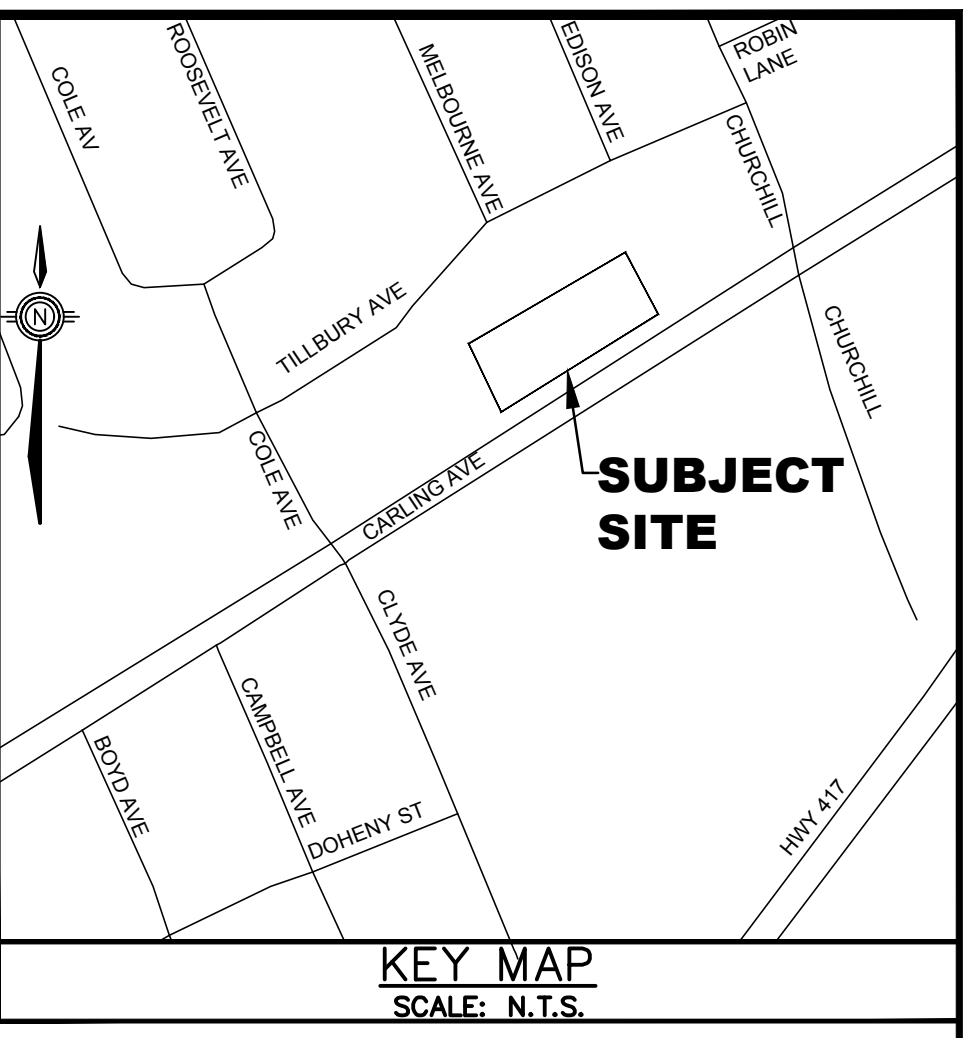 COLE AV
ROOSEVELT AVE
MELBOURNE AVE
EDISON AVE
ROBIN
LANE
CHURCHILL
N
TILLBURY AVE
CHURCHILL
COLE AVE
CARLING AVE
SUBJECT
SITE
CLYDE AVE
CAMPBELL AVE
BOYD AVE
DOHENY ST
HWY 417
KEY MAP
SCALE: N.T.S.